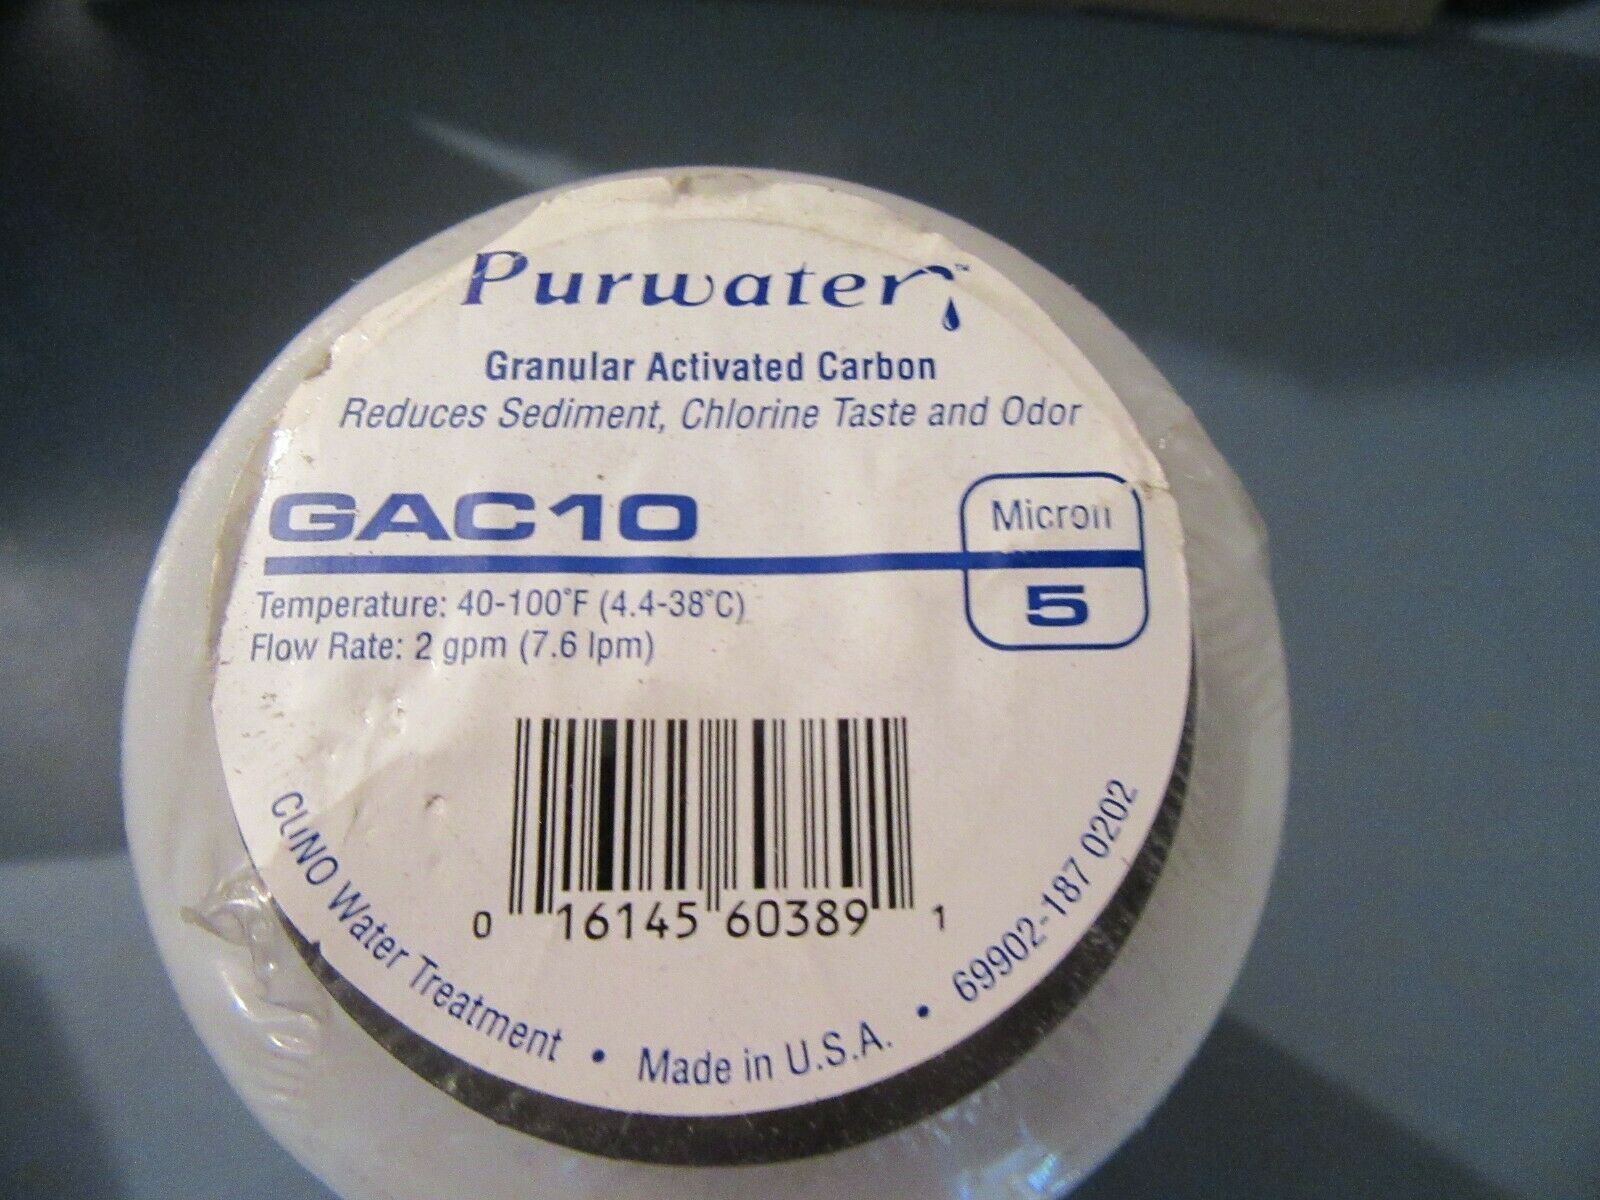 Purwater™
Granular Activated Carbon
Reduces Sediment, Chlorine Taste and Odor
GAC10
Micron
5
Temperature: 40-100°F (4.4-38°C)
Flow Rate: 2 gpm (7.6 lpm)
0 16145 60389 1
CUNO Water Treatment • Made in U.S.A. • 69902-187 0202